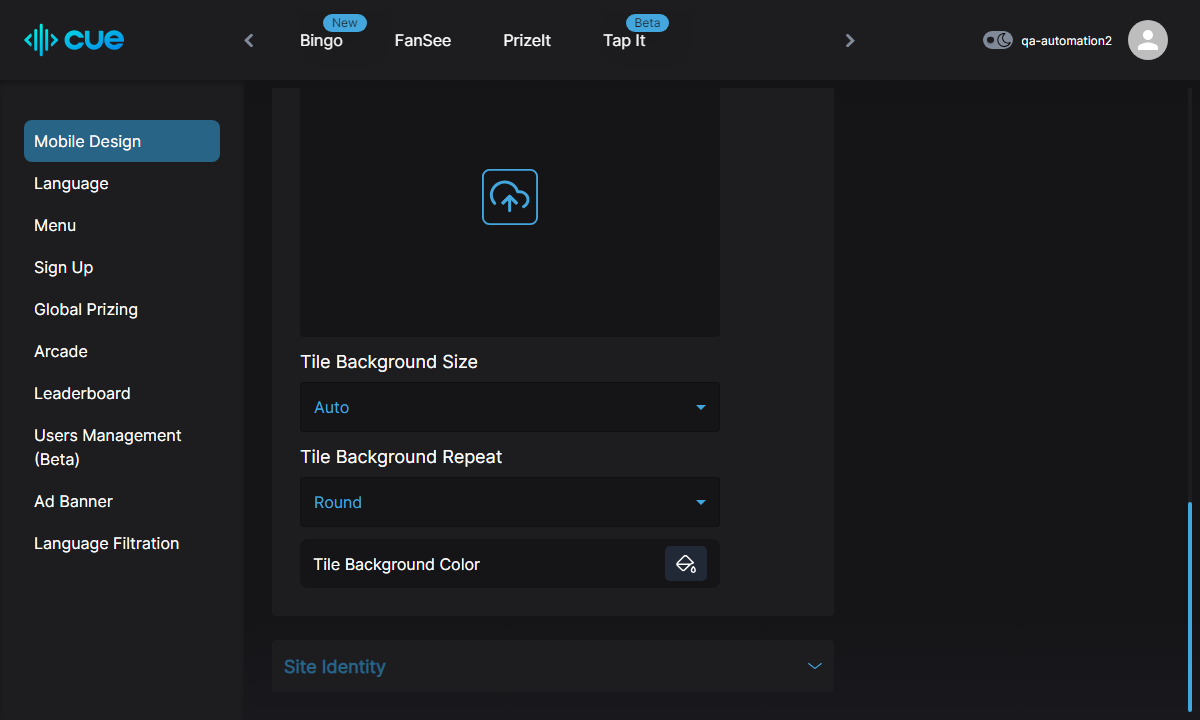 cue
New
Bingo
FanSee
PrizeIt
Beta
Tap It
qa-automation2
Mobile Design
Language
Menu
Sign Up
Global Prizing
Arcade
Leaderboard
Users Management
(Beta)
Ad Banner
Language Filtration
Tile Background Size
Auto
Tile Background Repeat
Round
Tile Background Color
Site Identity